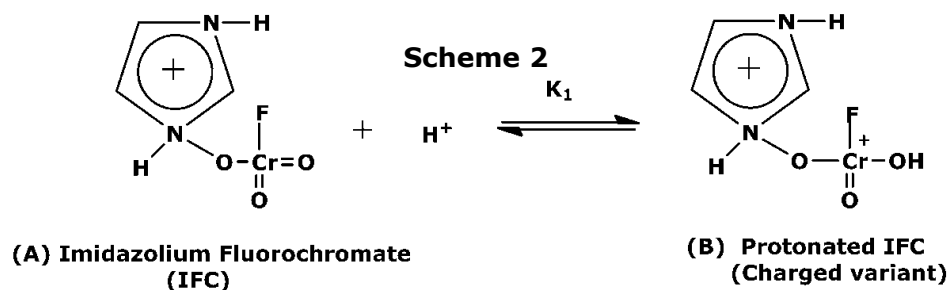 Scheme 2
N H
N
H
O Cr O
F
O
+ H+
K1
N H
N
H
O Cr+ OH
F
O
(A) Imidazolium Fluorochromate
(IFC)
(B) Protonated IFC
(Charged variant)